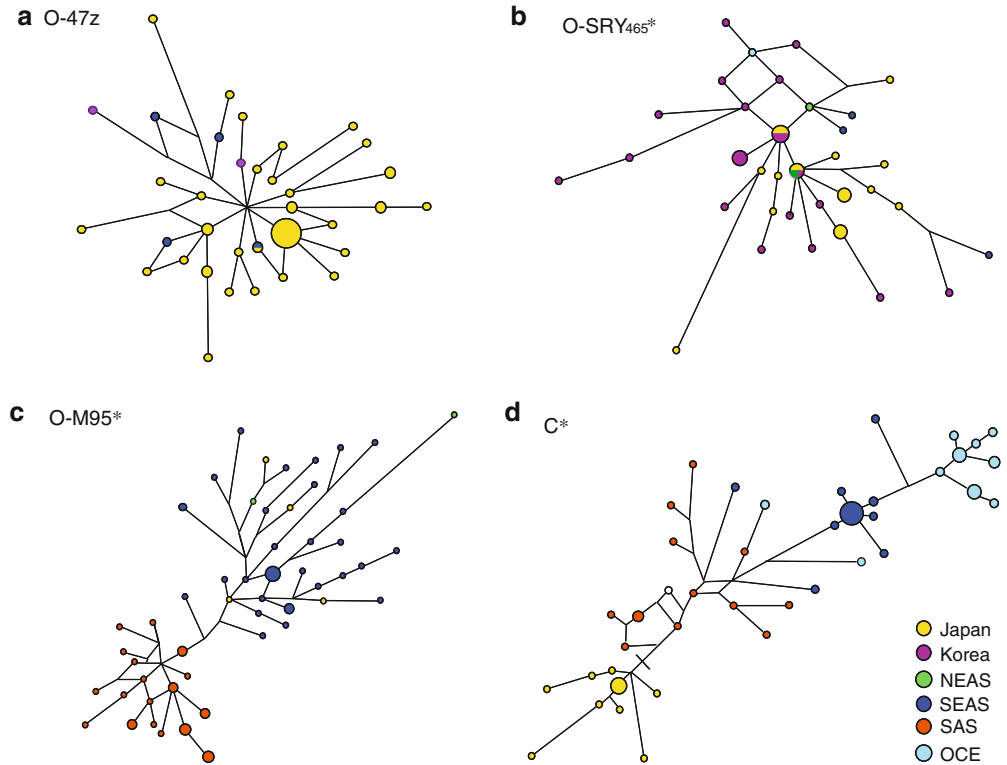 a O-47z
b O-SRY465*
c O-M95*
d C*
Japan
Korea
NEAS
SEAS
SAS
OCE